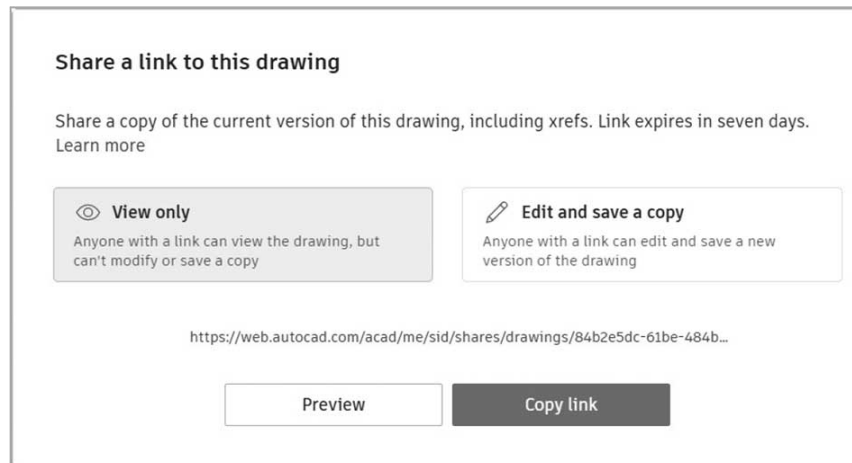 Share a link to this drawing
Share a copy of the current version of this drawing, including xrefs. Link expires in seven days.
Learn more
View only
Anyone with a link can view the drawing, but
can't modify or save a copy
Edit and save a copy
Anyone with a link can edit and save a new
version of the drawing
https://web.autocad.com/acad/me/sid/shares/drawings/84b2e5dc-61be-484b...
Preview
Copy link